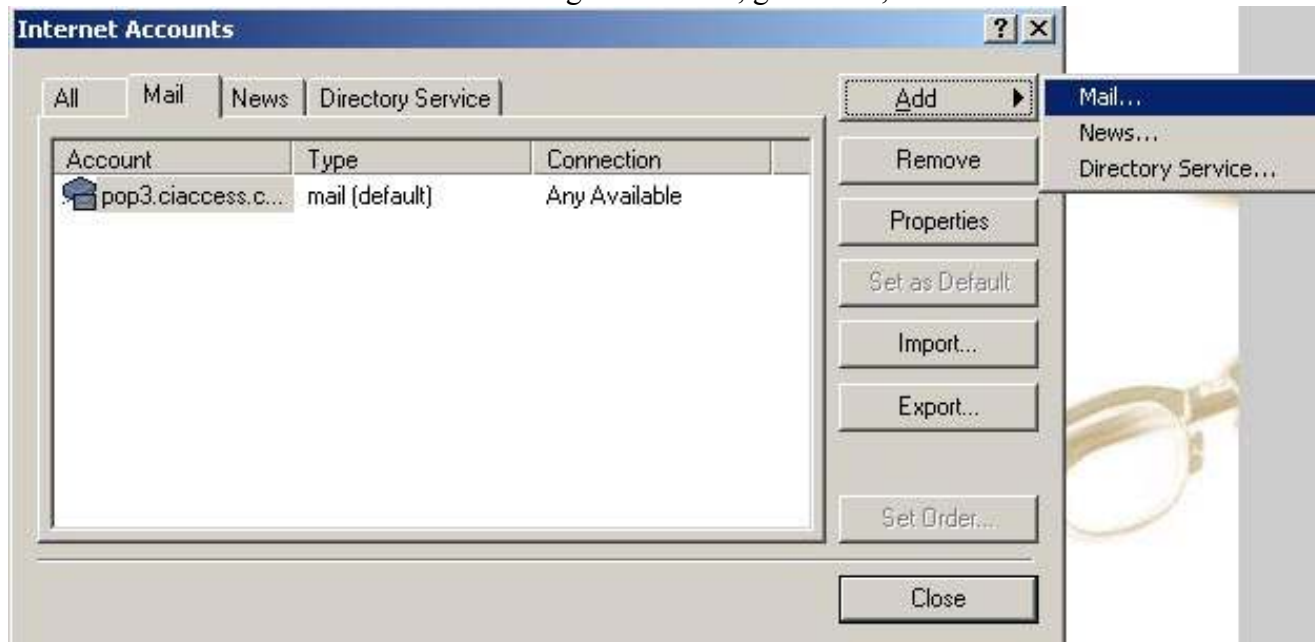 Internet Accounts
All Mail News Directory Service
Account Type Connection
pop3.ciaccess.c... mail (default) Any Available
Add
Remove
Properties
Set as Default
Import...
Export...
Set Order...
Close
Mail...
News...
Directory Service...